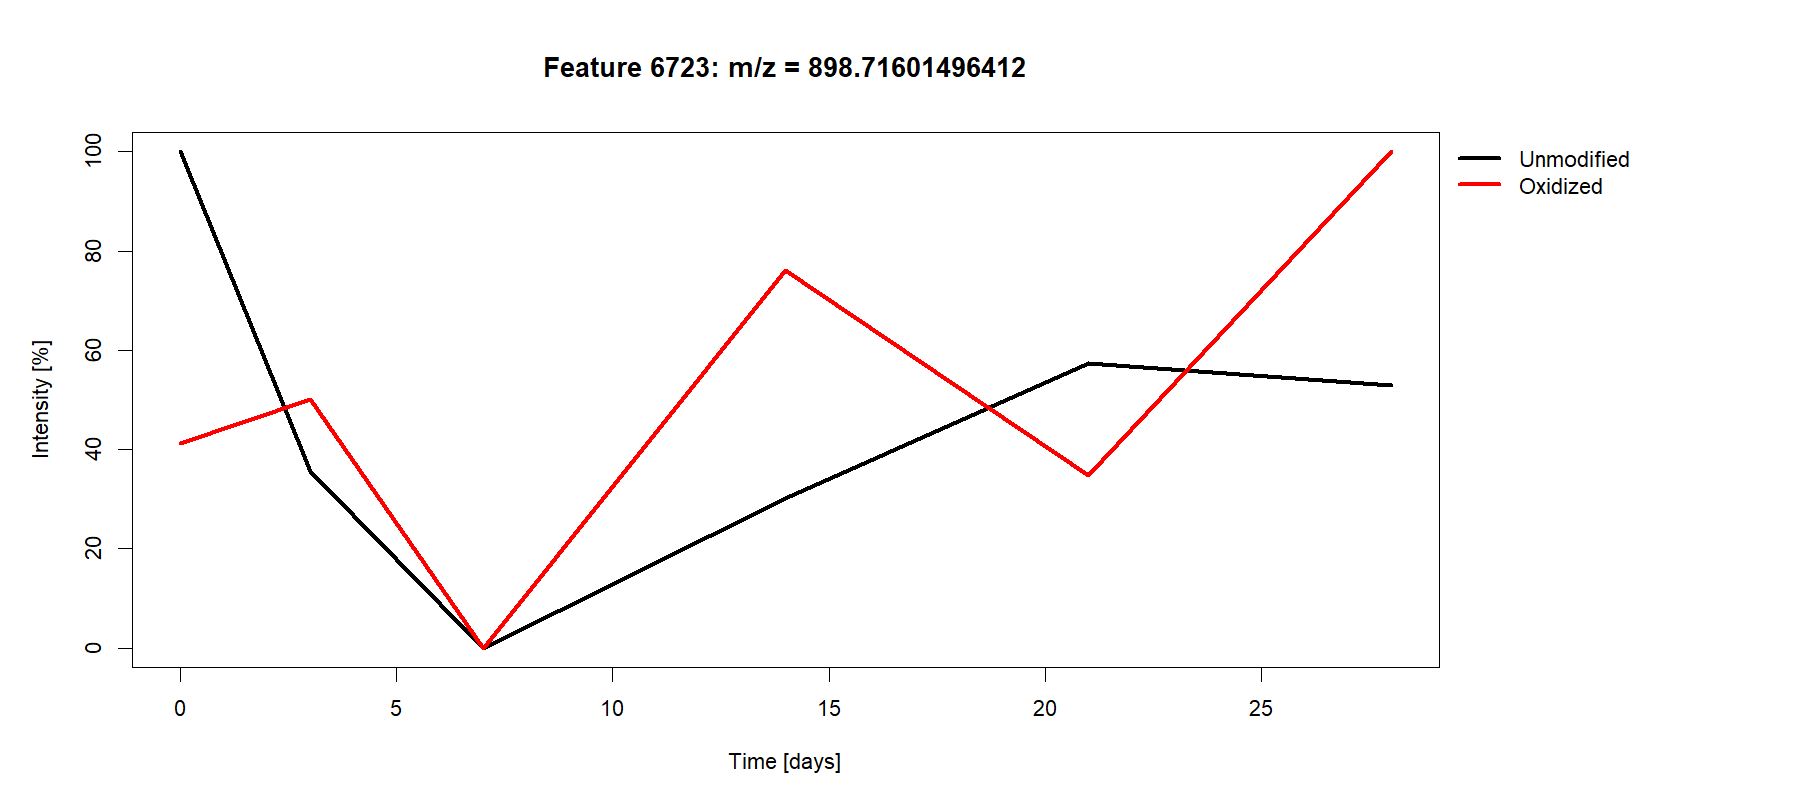 Feature 6723: m/z = 898.71601496412
Unmodified
Oxidized
Intensity [%]
100
80
60
40
20
0
0 5 10 15 20 25
Time [days]